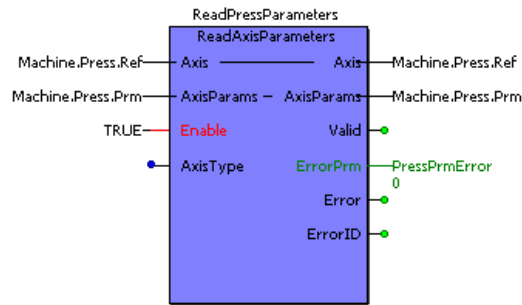 ReadPressParameters
ReadAxisParameters
Machine.Press.Ref Axis Axis Machine.Press.Ref
Machine.Press.Prm AxisParams AxisParams Machine.Press.Prm
TRUE Enable Valid
AxisType ErrorPrm PressPrmError
0
Error
ErrorID